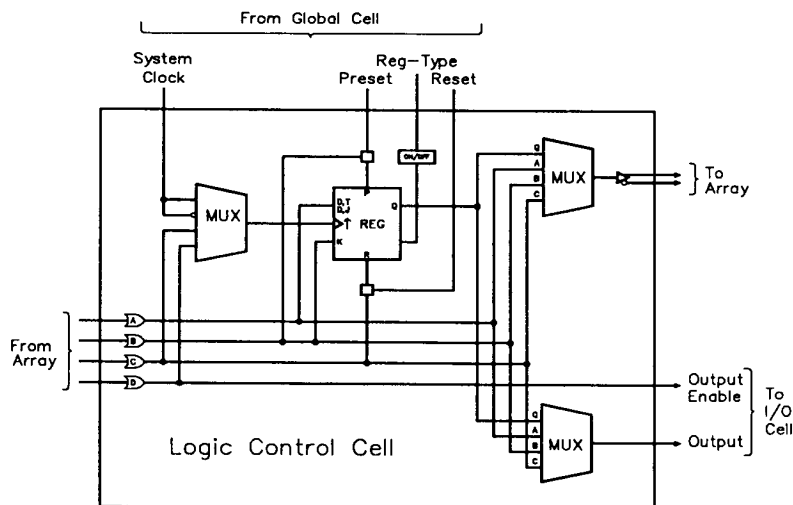 From Global Cell
System
Clock
Preset
Reg-Type
Reset
ON/OFF
P
D,T
D,J
Q
REG
K
R
MUX
Q
A
B
C
MUX
To
Array
From
Array
A
B
C
D
Output
Enable
To
I/O
Cell
Output
Q
A
B
C
MUX
Logic Control Cell